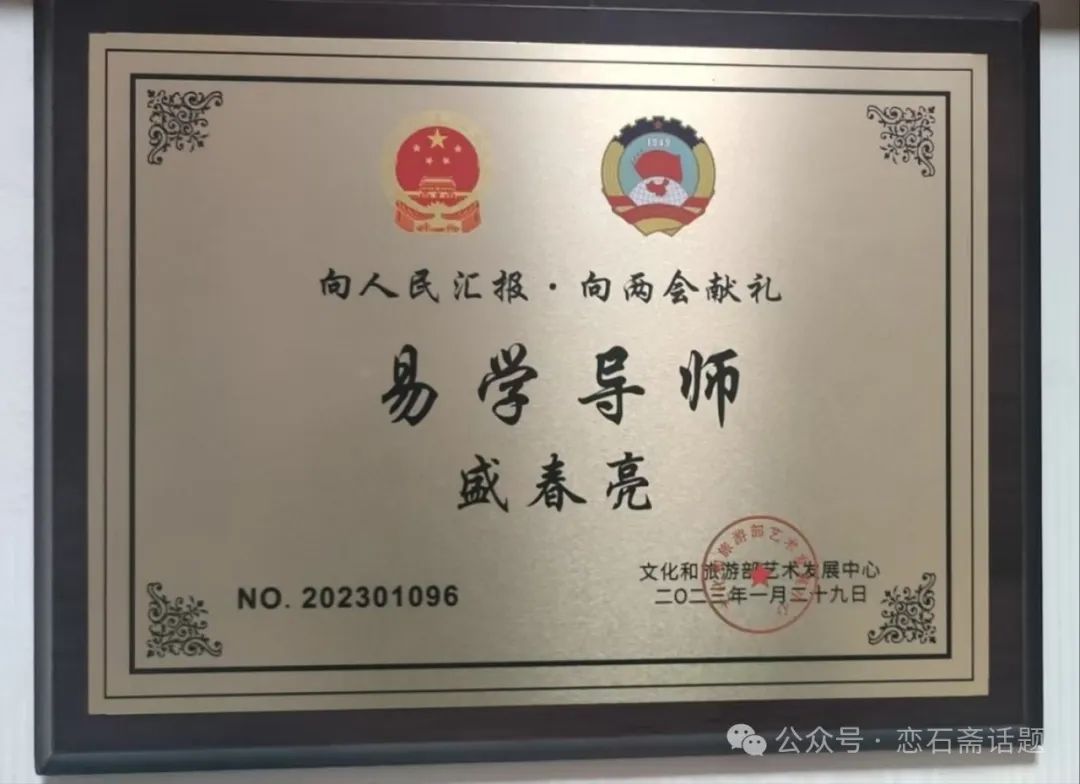 1949
向人民汇报·向两会献礼
易学导师
盛春亮
NO. 202301096
文化和旅游部艺术发展中心
二〇二三年一月二十九日
公众号·恋石斋话题